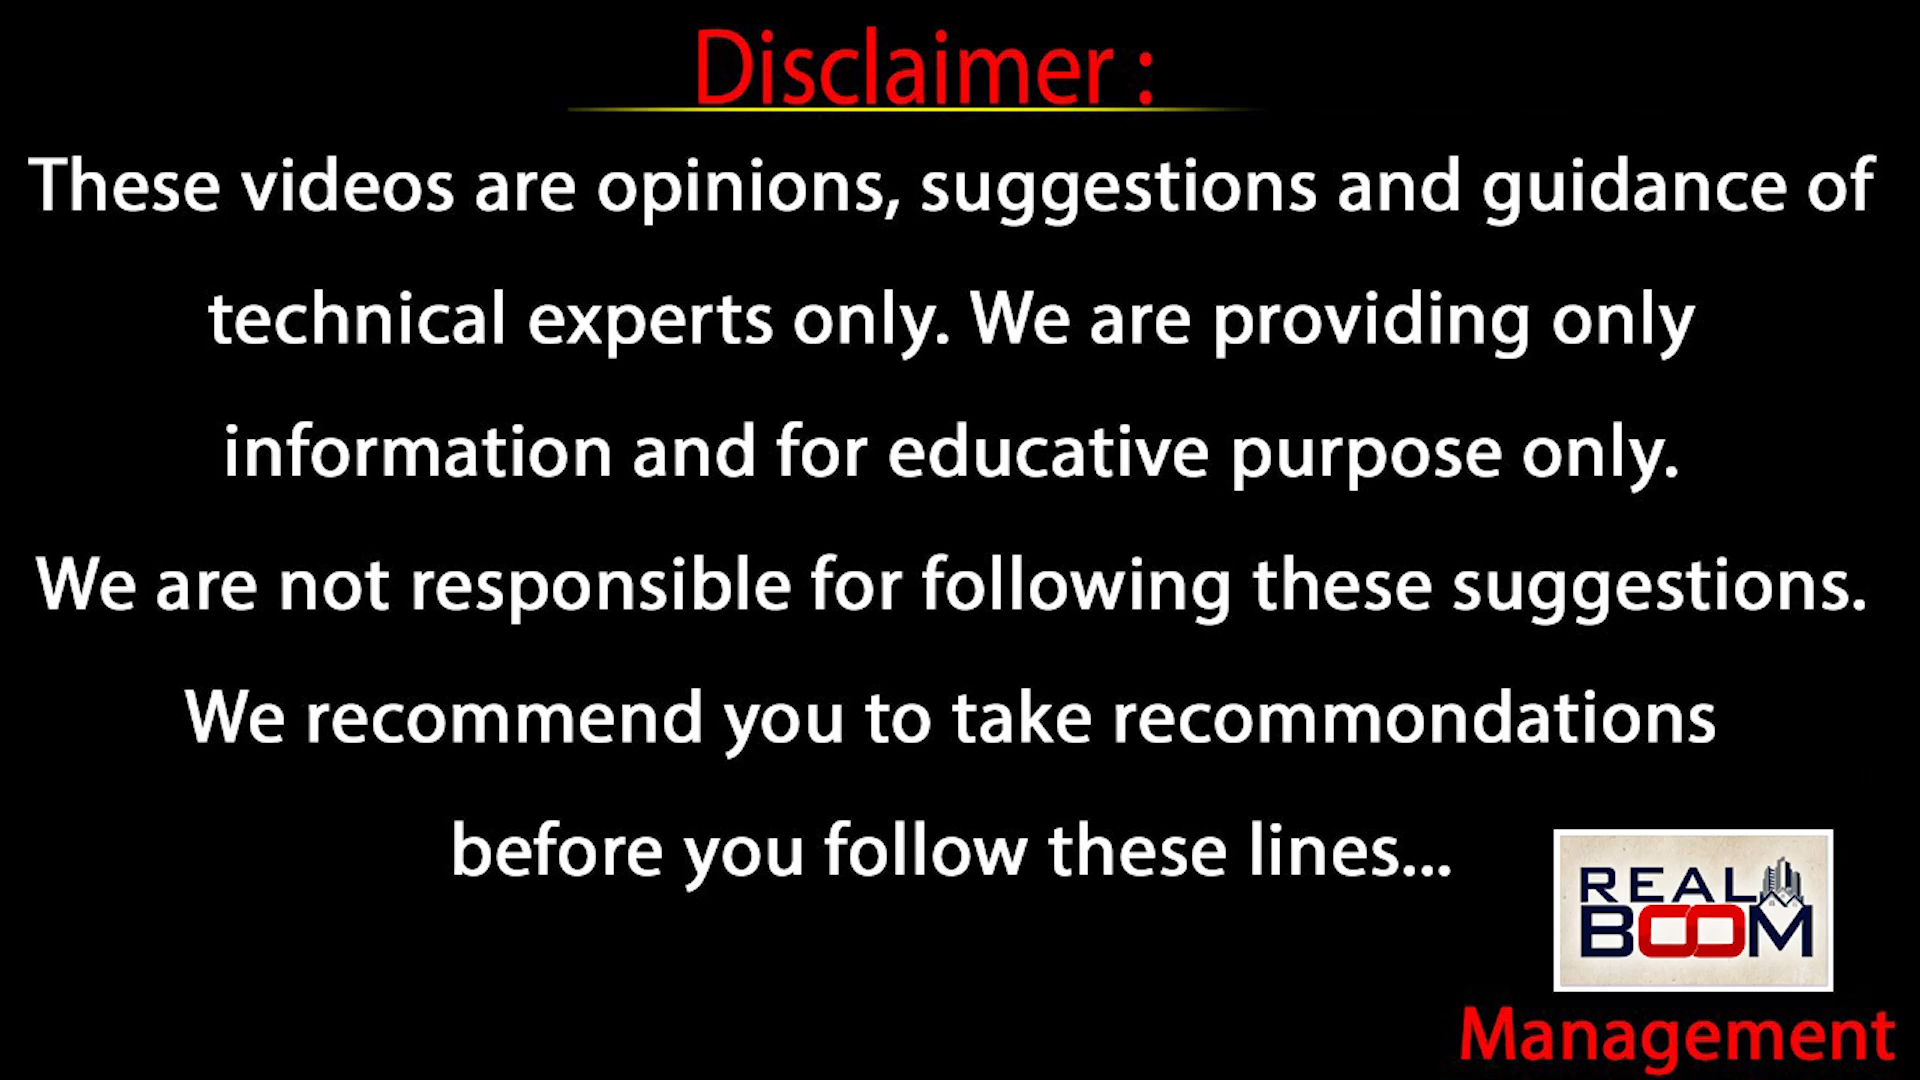 Disclaimer :
These videos are opinions, suggestions and guidance of
technical experts only. We are providing only
information and for educative purpose only.
We are not responsible for following these suggestions.
We recommend you to take recommondations
before you follow these lines...
REAL
BOOM
Management